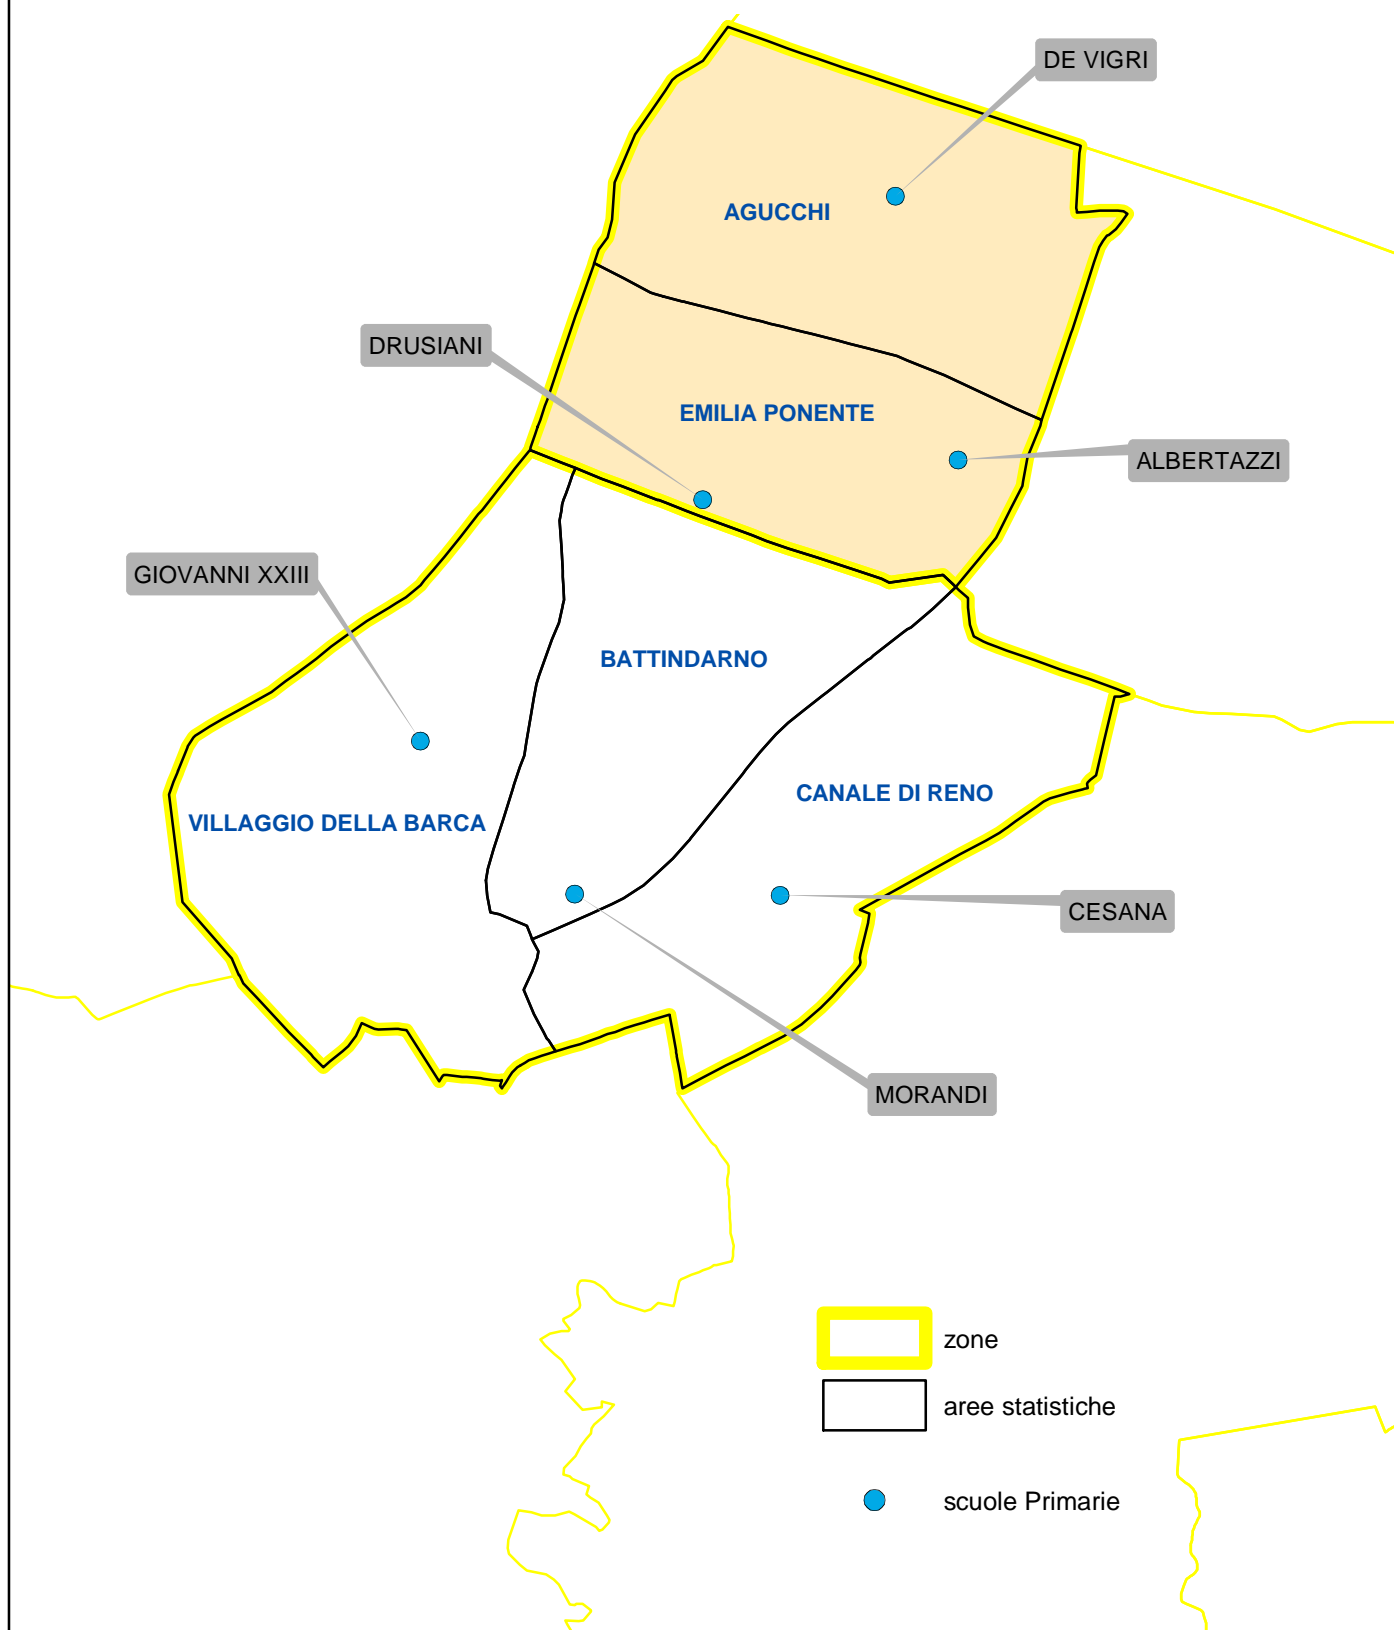 DE VIGRI
AGUCCHI
DRUSIANI
EMILIA PONENTE
ALBERTAZZI
GIOVANNI XXIII
BATTINDARNO
CANALE DI RENO
VILLAGGIO DELLA BARCA
CESANA
MORANDI
zone
aree statistiche
scuole Primarie